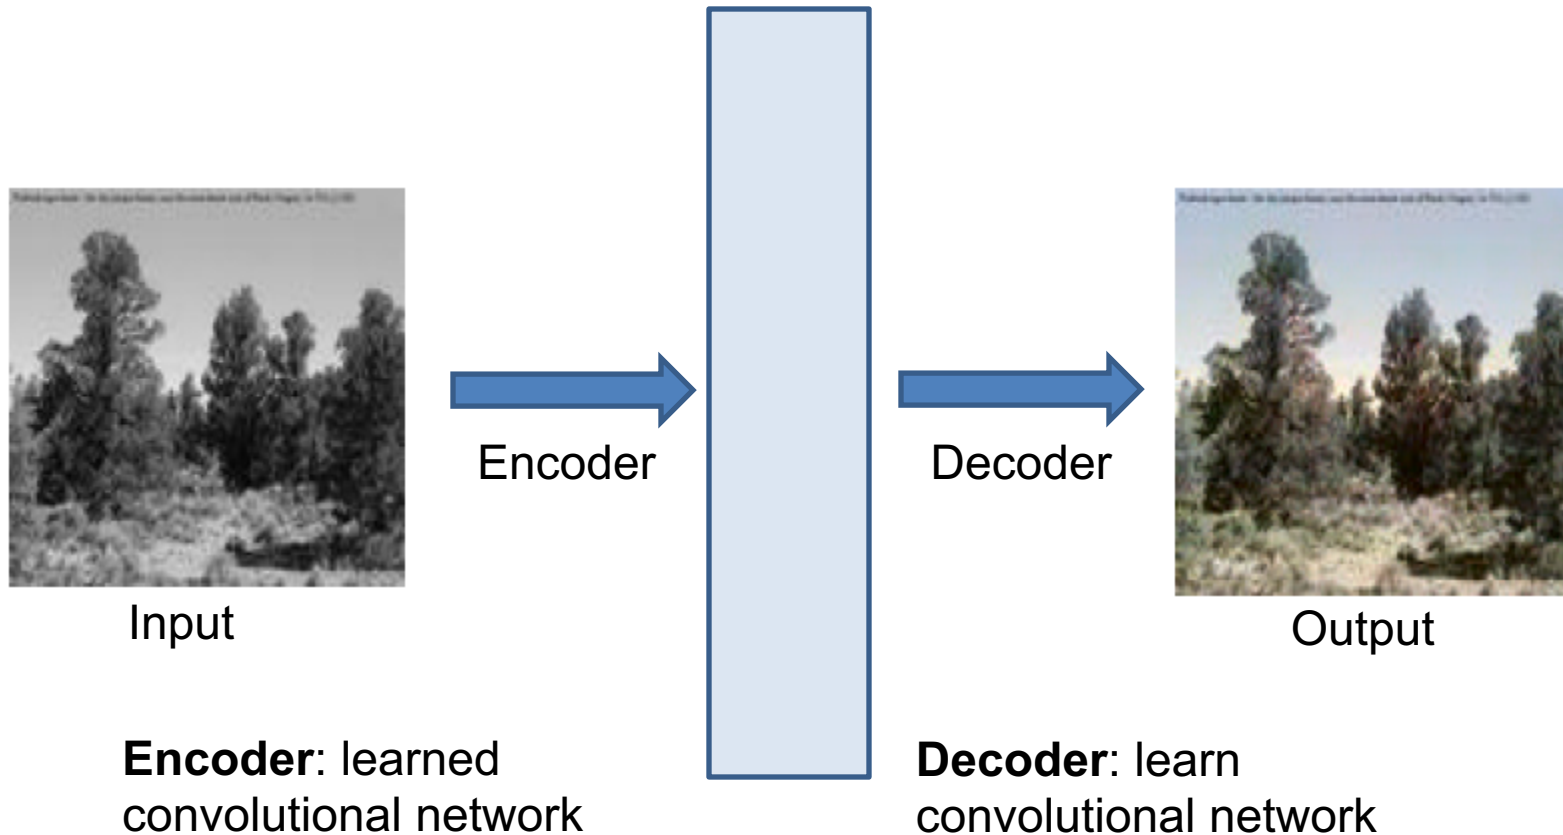 Encoder
Decoder
Input
Output
Encoder: learned
convolutional network
Decoder: learn
convolutional network